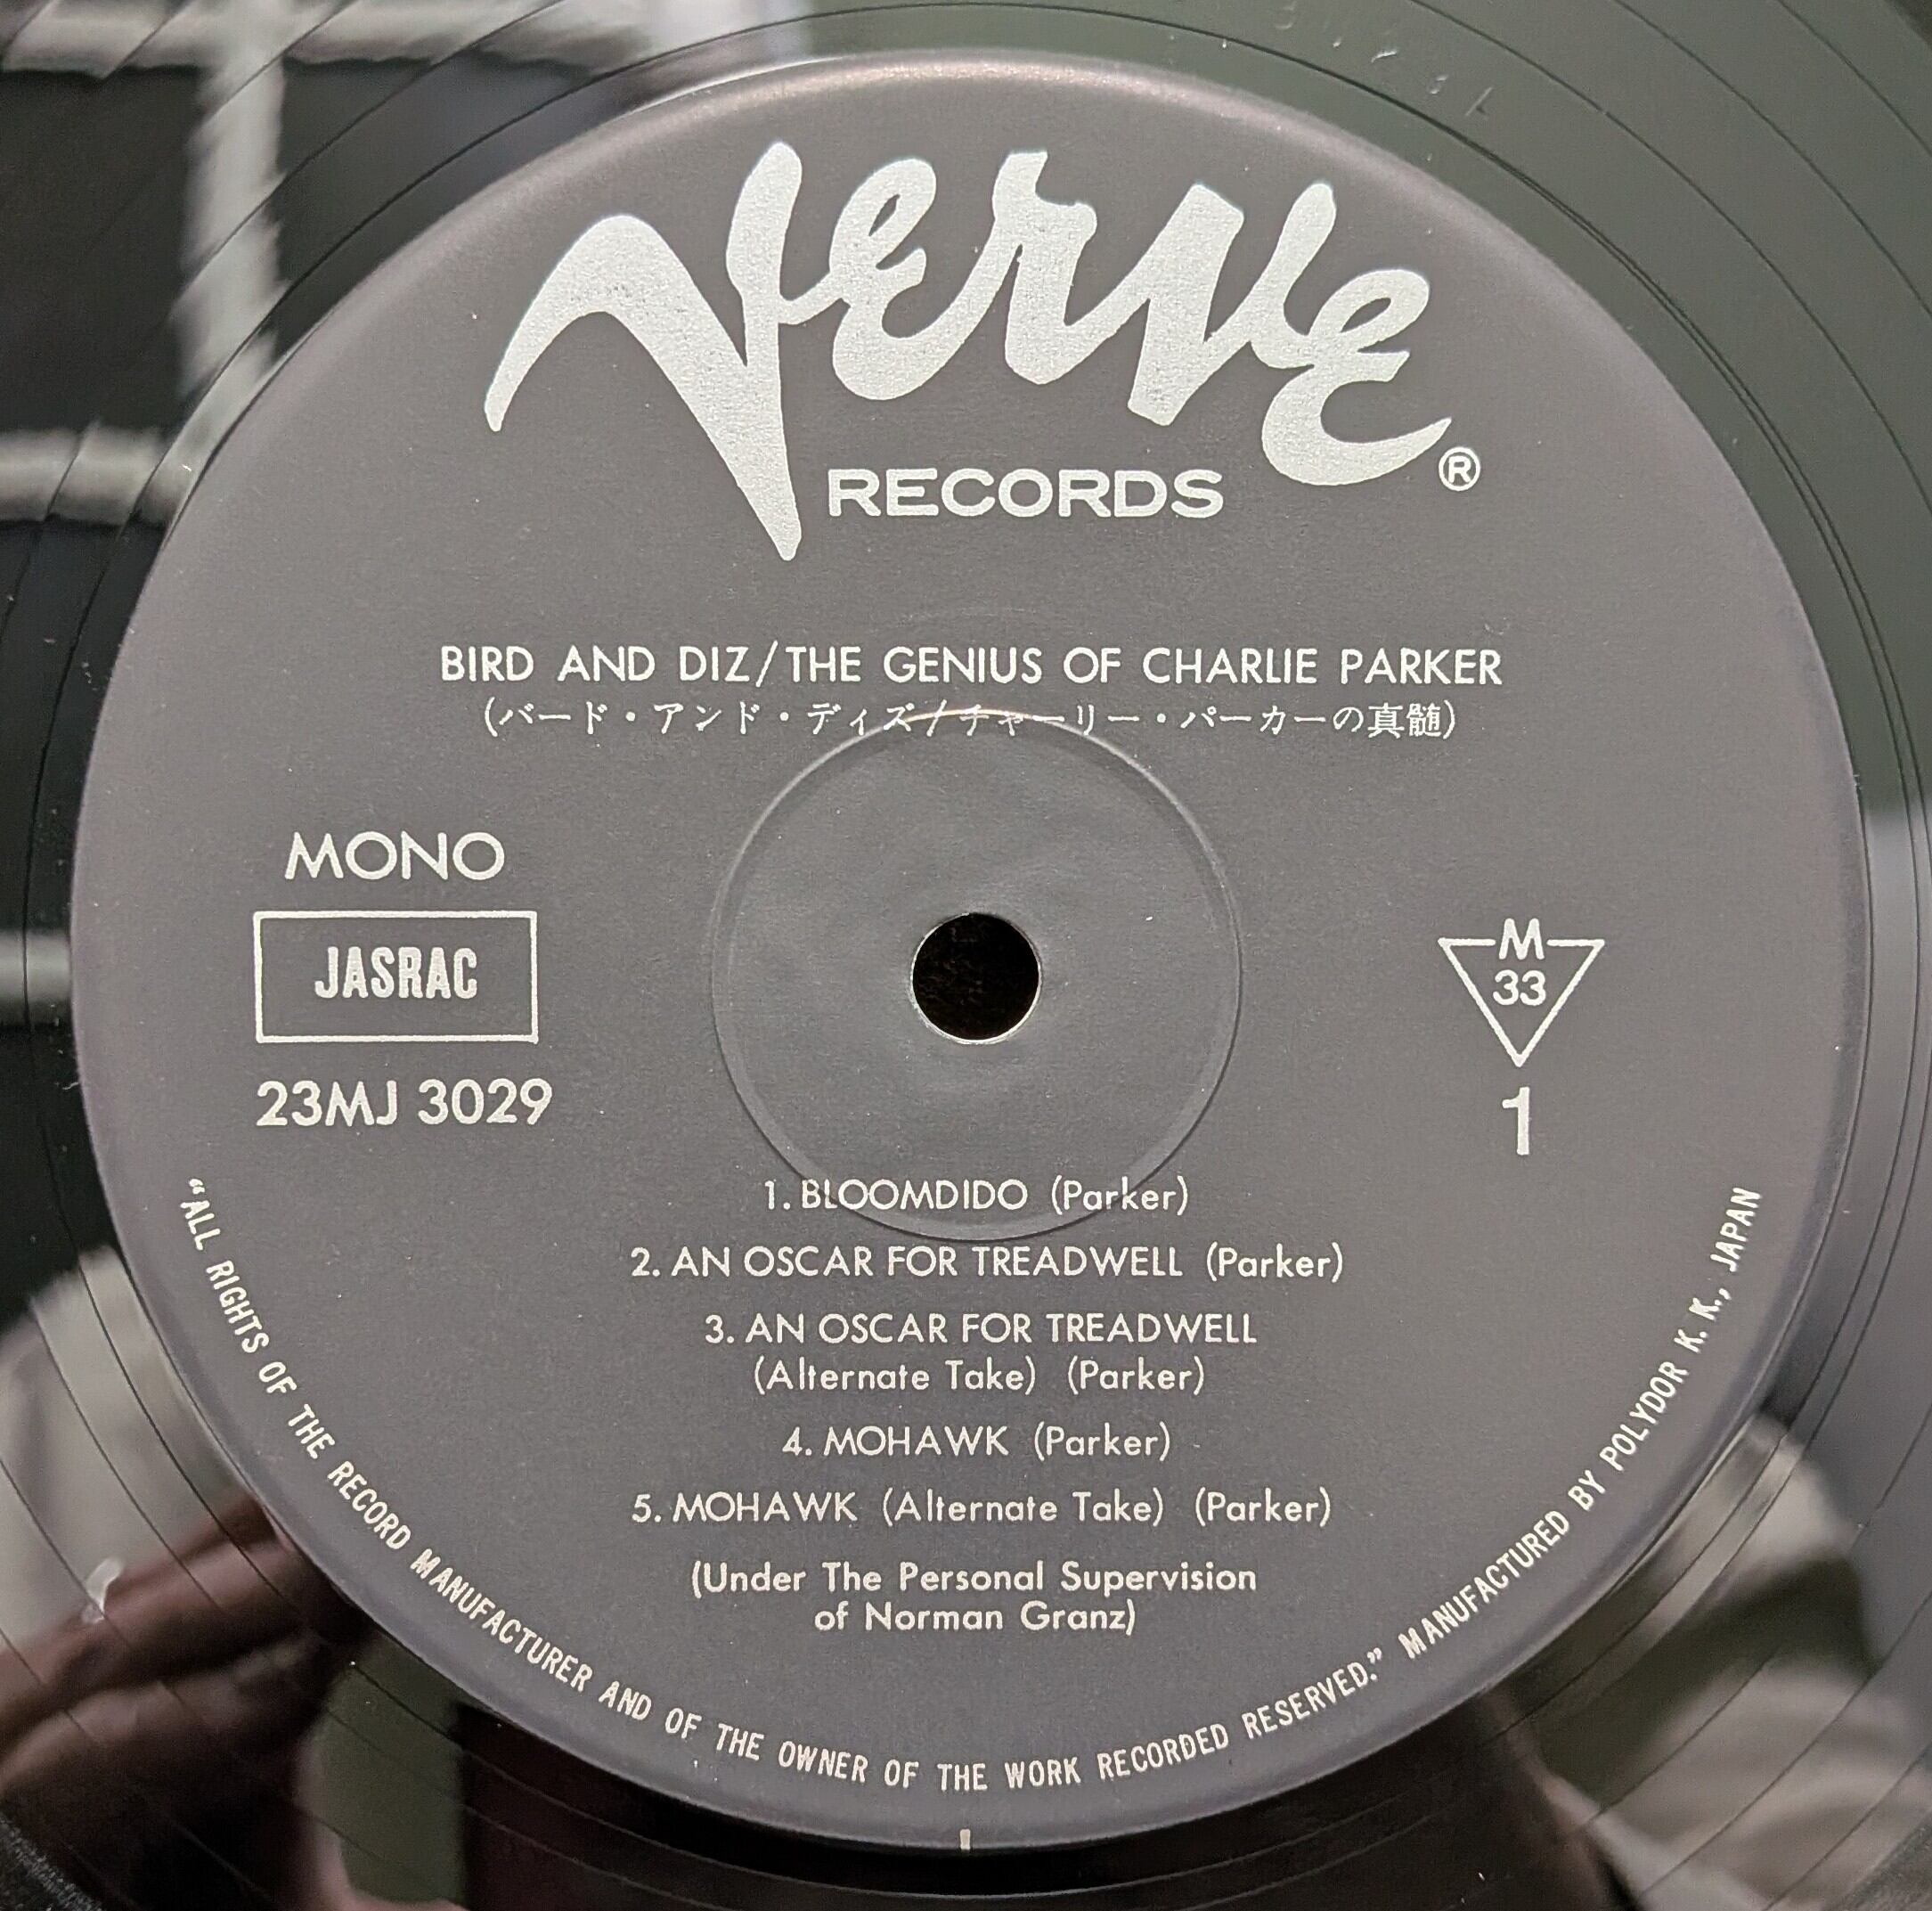 Verve
RECORDS ®
BIRD AND DIZ/THE GENIUS OF CHARLIE PARKER
(バード・アンド・ディズ/チャーリー・パーカーの真髄)
MONO
JASRAC
23MJ 3029
M
33
1
1. BLOOMDIDO (Parker)
2. AN OSCAR FOR TREADWELL (Parker)
3. AN OSCAR FOR TREADWELL
(Alternate Take) (Parker)
4. MOHAWK (Parker)
5. MOHAWK (Alternate Take) (Parker)
(Under The Personal Supervision
of Norman Granz)
“ALL RIGHTS OF THE RECORD MANUFACTURER AND OF THE OWNER OF THE WORK RECORDED RESERVED.” MANUFACTURED BY POLYDOR K. K., JAPAN